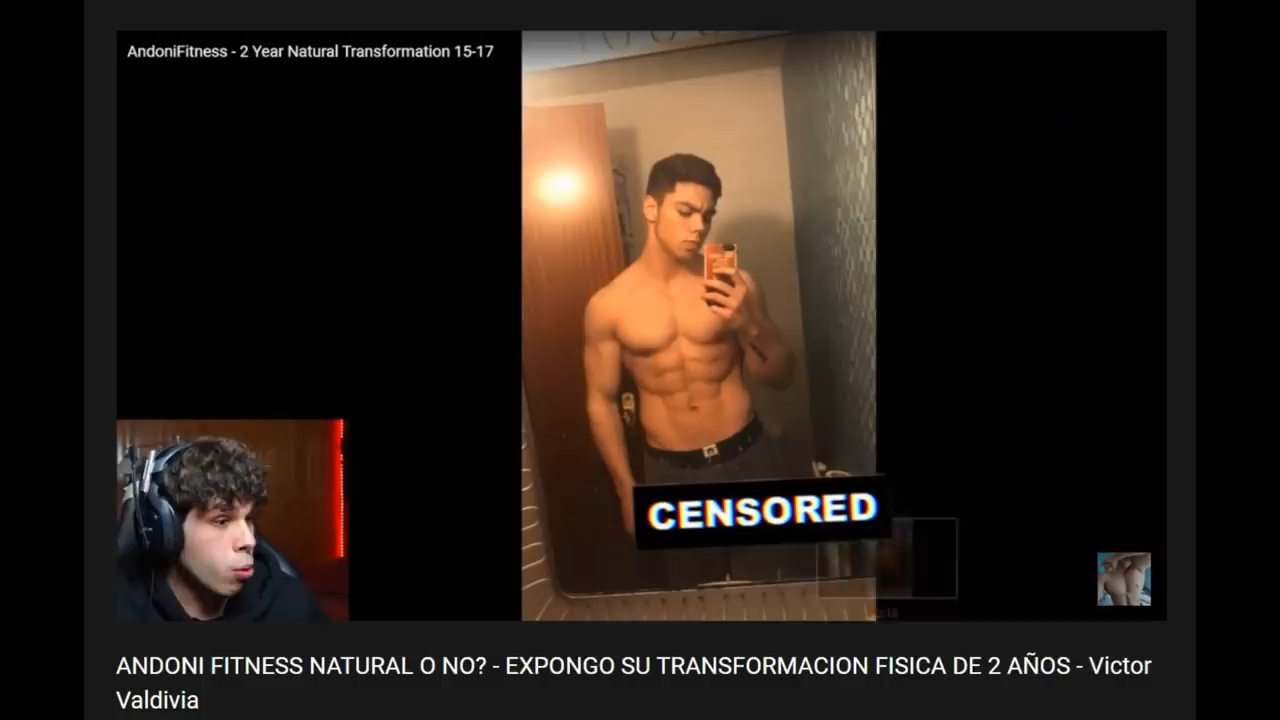 AndoniFitness - 2 Year Natural Transformation 15-17
CENSORED
ANDONI FITNESS NATURAL O NO? - EXPONGO SU TRANSFORMACION FISICA DE 2 AÑOS - Victor
Valdivia